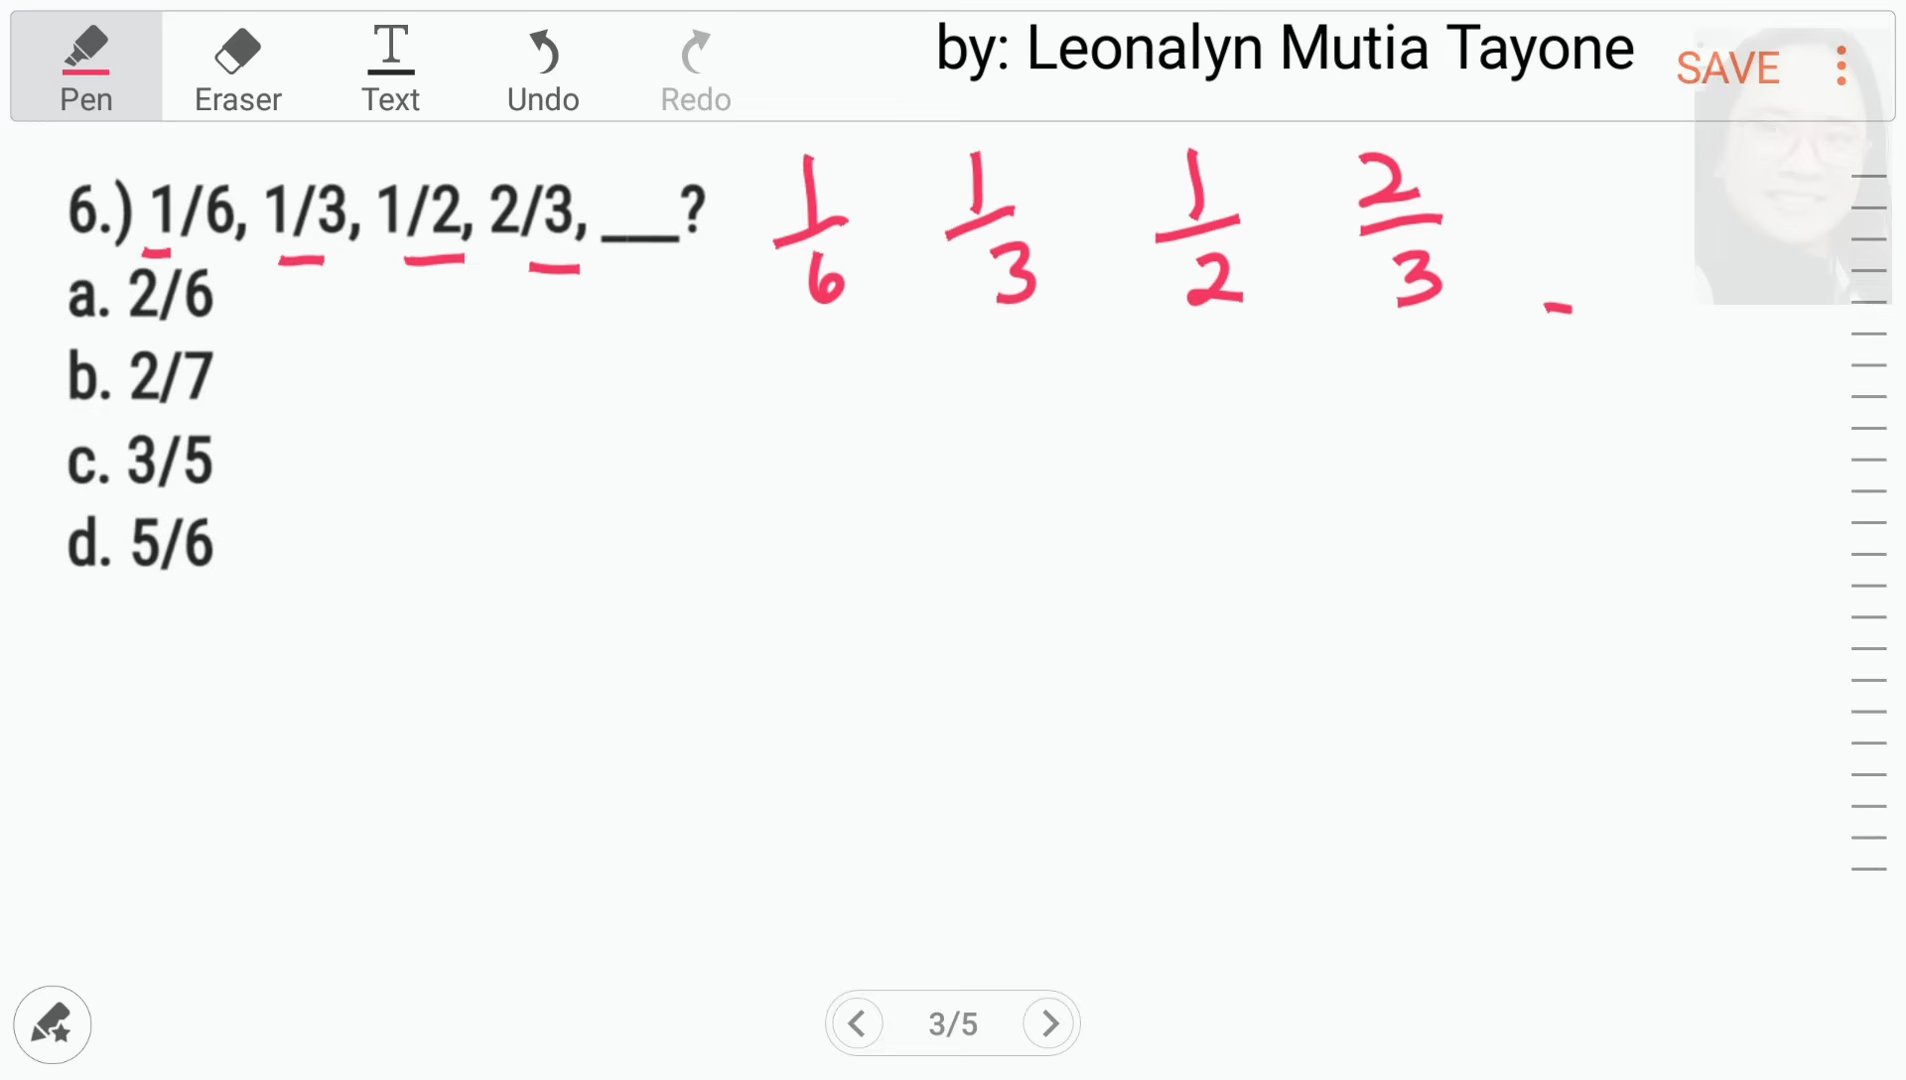 by: Leonalyn Mutia Tayone
SAVE
Pen
Eraser
Text
Undo
Redo
6.) 1/6, 1/3, 1/2, 2/3, ___?
1/6 1/3 1/2 2/3 -
a. 2/6
b. 2/7
c. 3/5
d. 5/6
3/5